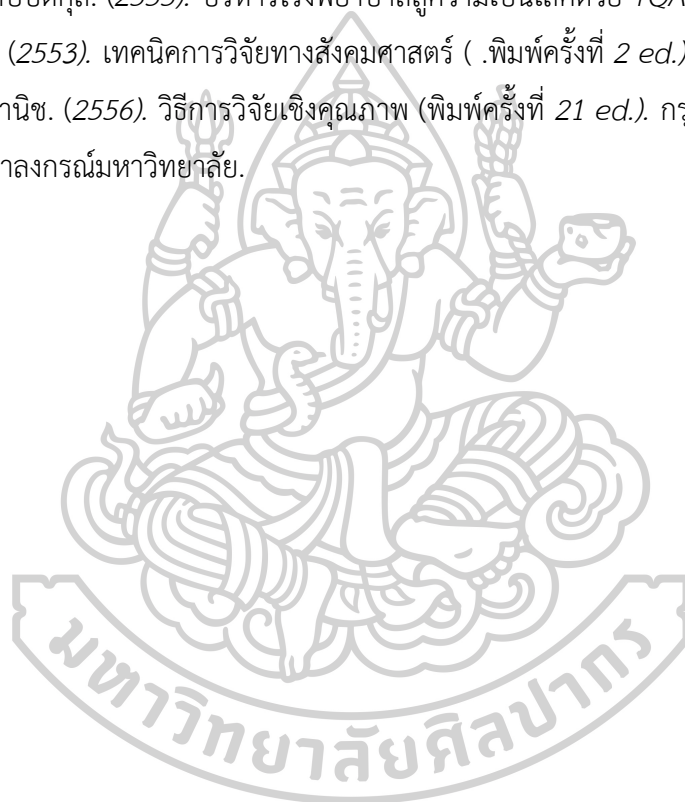 (2553). เทคนิคการวิจัยทางสังคมศาสตร์ ( .พิมพ์ครั้งที่ 2 ed.)
านิช. (2556). วิธีการวิจัยเชิงคุณภาพ (พิมพ์ครั้งที่ 21 ed.). กรุ
าลงกรณ์มหาวิทยาลัย.
มหาวิทยาลัยศิลปากร